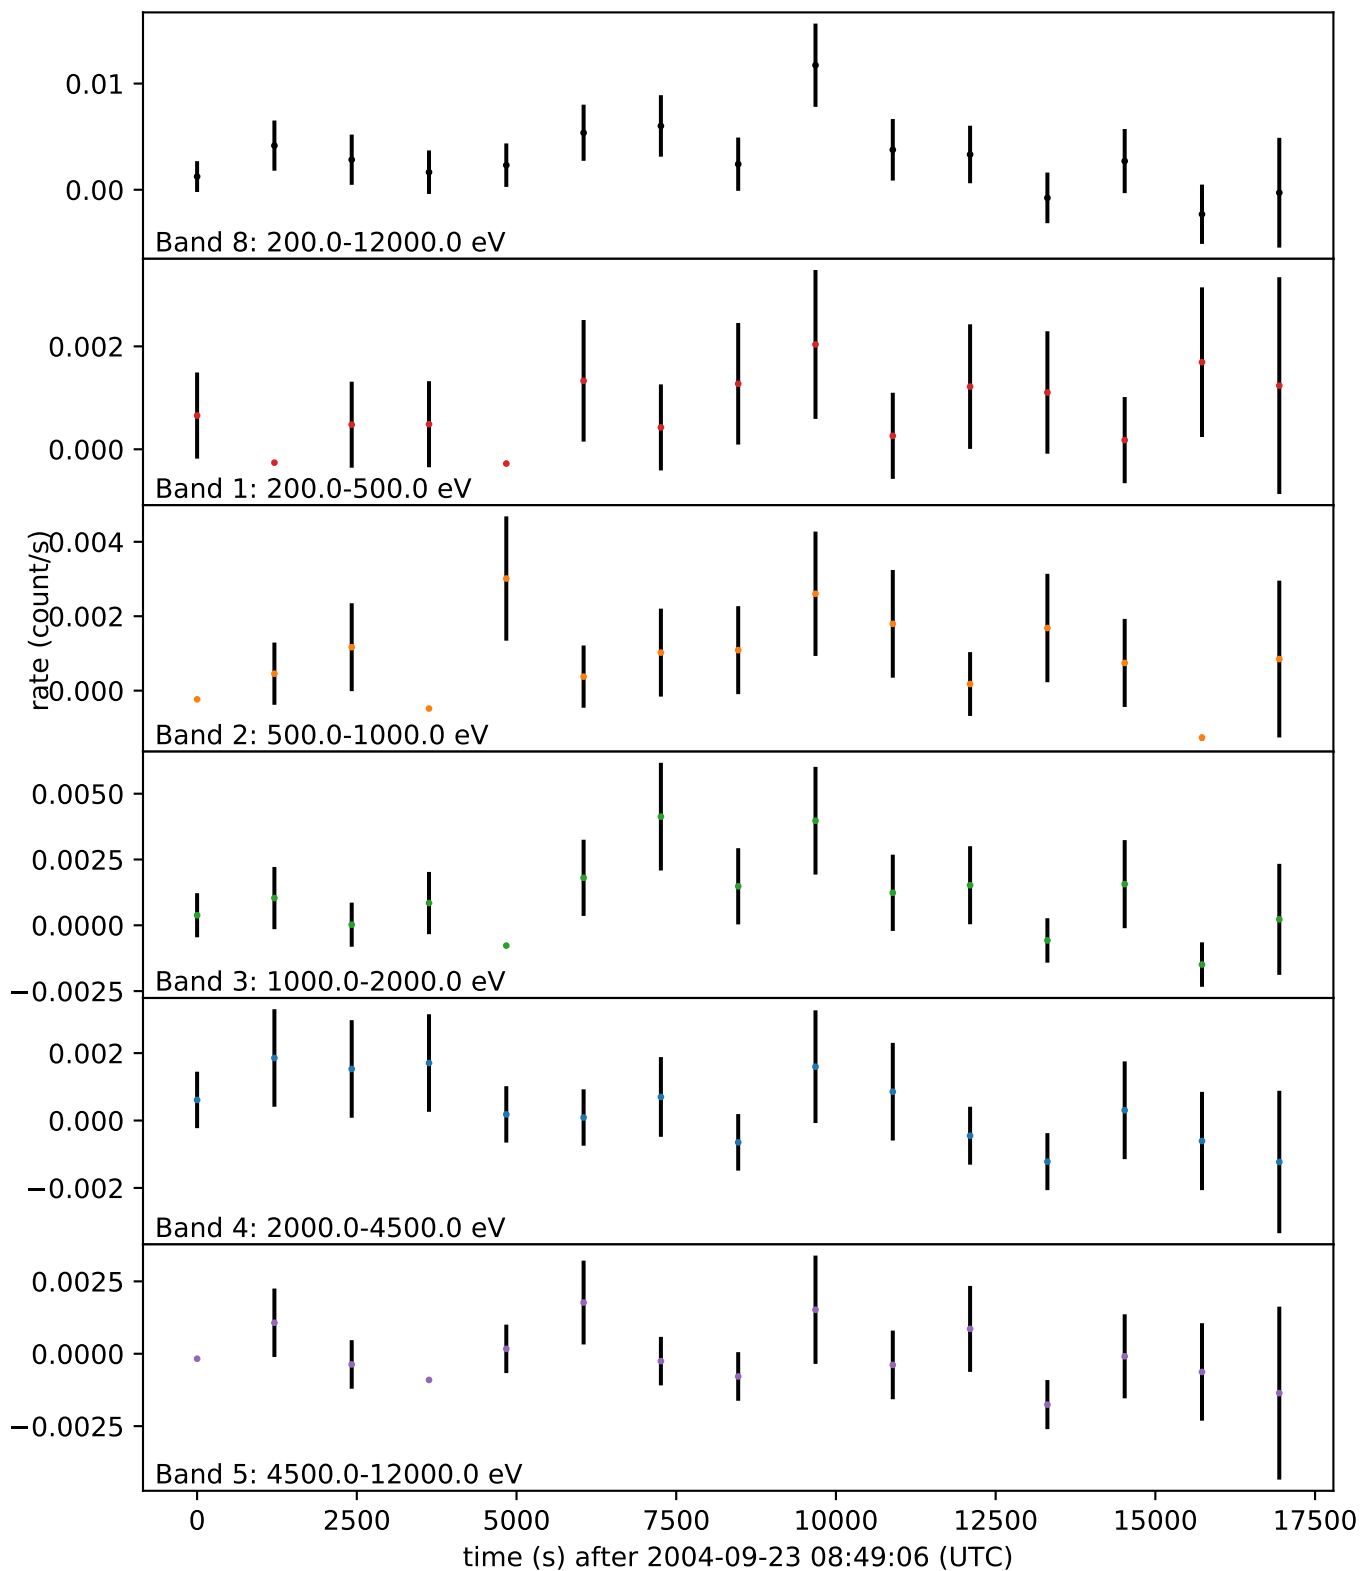 0.01
0.00
Band 8: 200.0-12000.0 eV
0.002
0.000
Band 1: 200.0-500.0 eV
rate (count/s)
0.004
0.002
0.000
Band 2: 500.0-1000.0 eV
0.0050
0.0025
0.0000
−0.0025
Band 3: 1000.0-2000.0 eV
0.002
0.000
−0.002
Band 4: 2000.0-4500.0 eV
0.0025
0.0000
−0.0025
Band 5: 4500.0-12000.0 eV
0 2500 5000 7500 10000 12500 15000 17500
time (s) after 2004-09-23 08:49:06 (UTC)